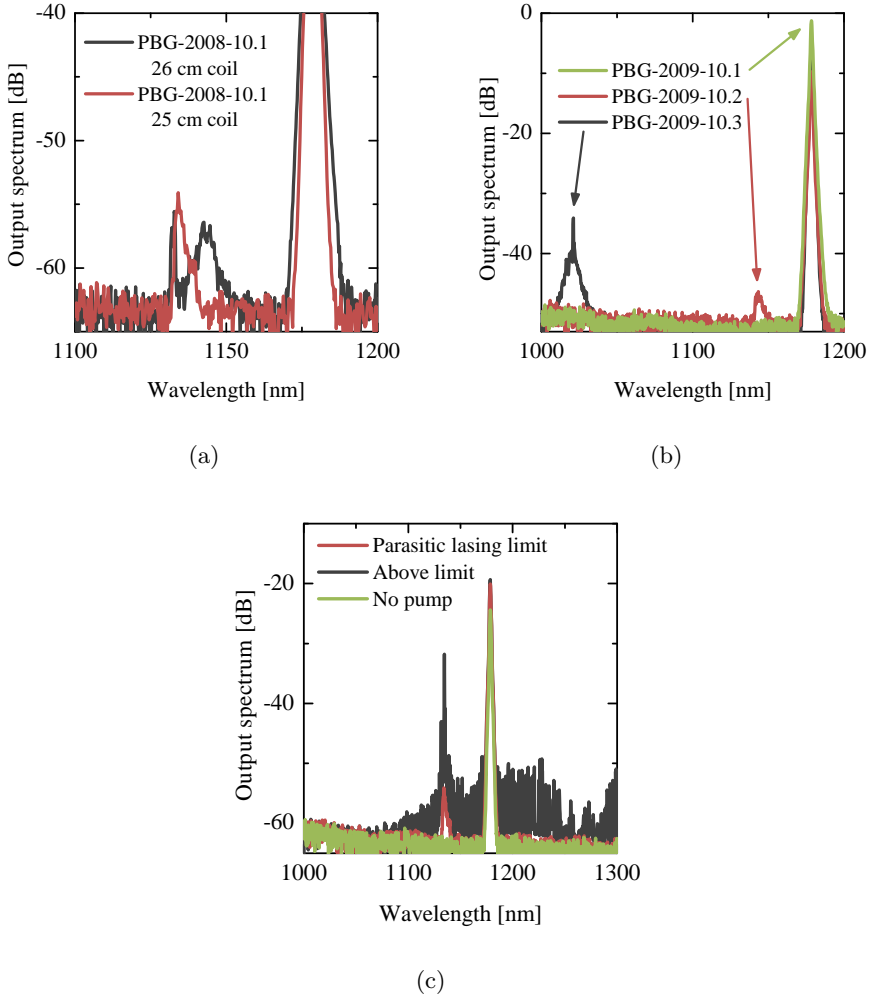 -40
-50
-60
Output spectrum [dB]
PBG-2008-10.1
26 cm coil
PBG-2008-10.1
25 cm coil
1100 1150 1200
Wavelength [nm]
(a)
0
-20
-40
Output spectrum [dB]
PBG-2009-10.1
PBG-2009-10.2
PBG-2009-10.3
1000 1100 1200
Wavelength [nm]
(b)
-20
-40
-60
Output spectrum [dB]
Parasitic lasing limit
Above limit
No pump
1000 1100 1200 1300
Wavelength [nm]
(c)